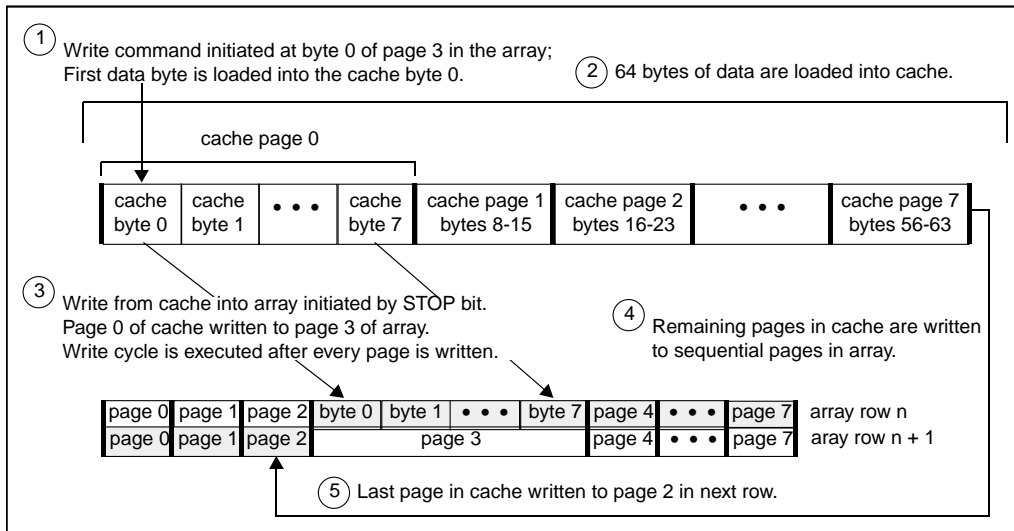 1 Write command initiated at byte 0 of page 3 in the array;
First data byte is loaded into the cache byte 0.
2 64 bytes of data are loaded into cache.
cache page 0
cache byte 0 cache byte 1 • • • cache byte 7 cache page 1 bytes 8-15 cache page 2 bytes 16-23 • • • cache page 7 bytes 56-63
3 Write from cache into array initiated by STOP bit.
Page 0 of cache written to page 3 of array.
Write cycle is executed after every page is written.
4 Remaining pages in cache are written
to sequential pages in array.
page 0 page 1 page 2 byte 0 byte 1 • • • byte 7 page 4 • • • page 7 array row n
page 0 page 1 page 2 page 3 page 4 • • • page 7 aray row n + 1
5 Last page in cache written to page 2 in next row.